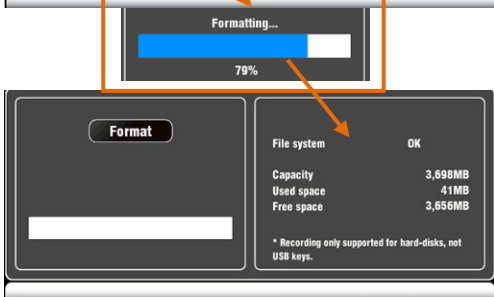 Formatting...
79%
Format
File system OK
Capacity 3,698MB
Used space 41MB
Free space 3,656MB
* Recording only supported for hard-disks, not
USB keys.